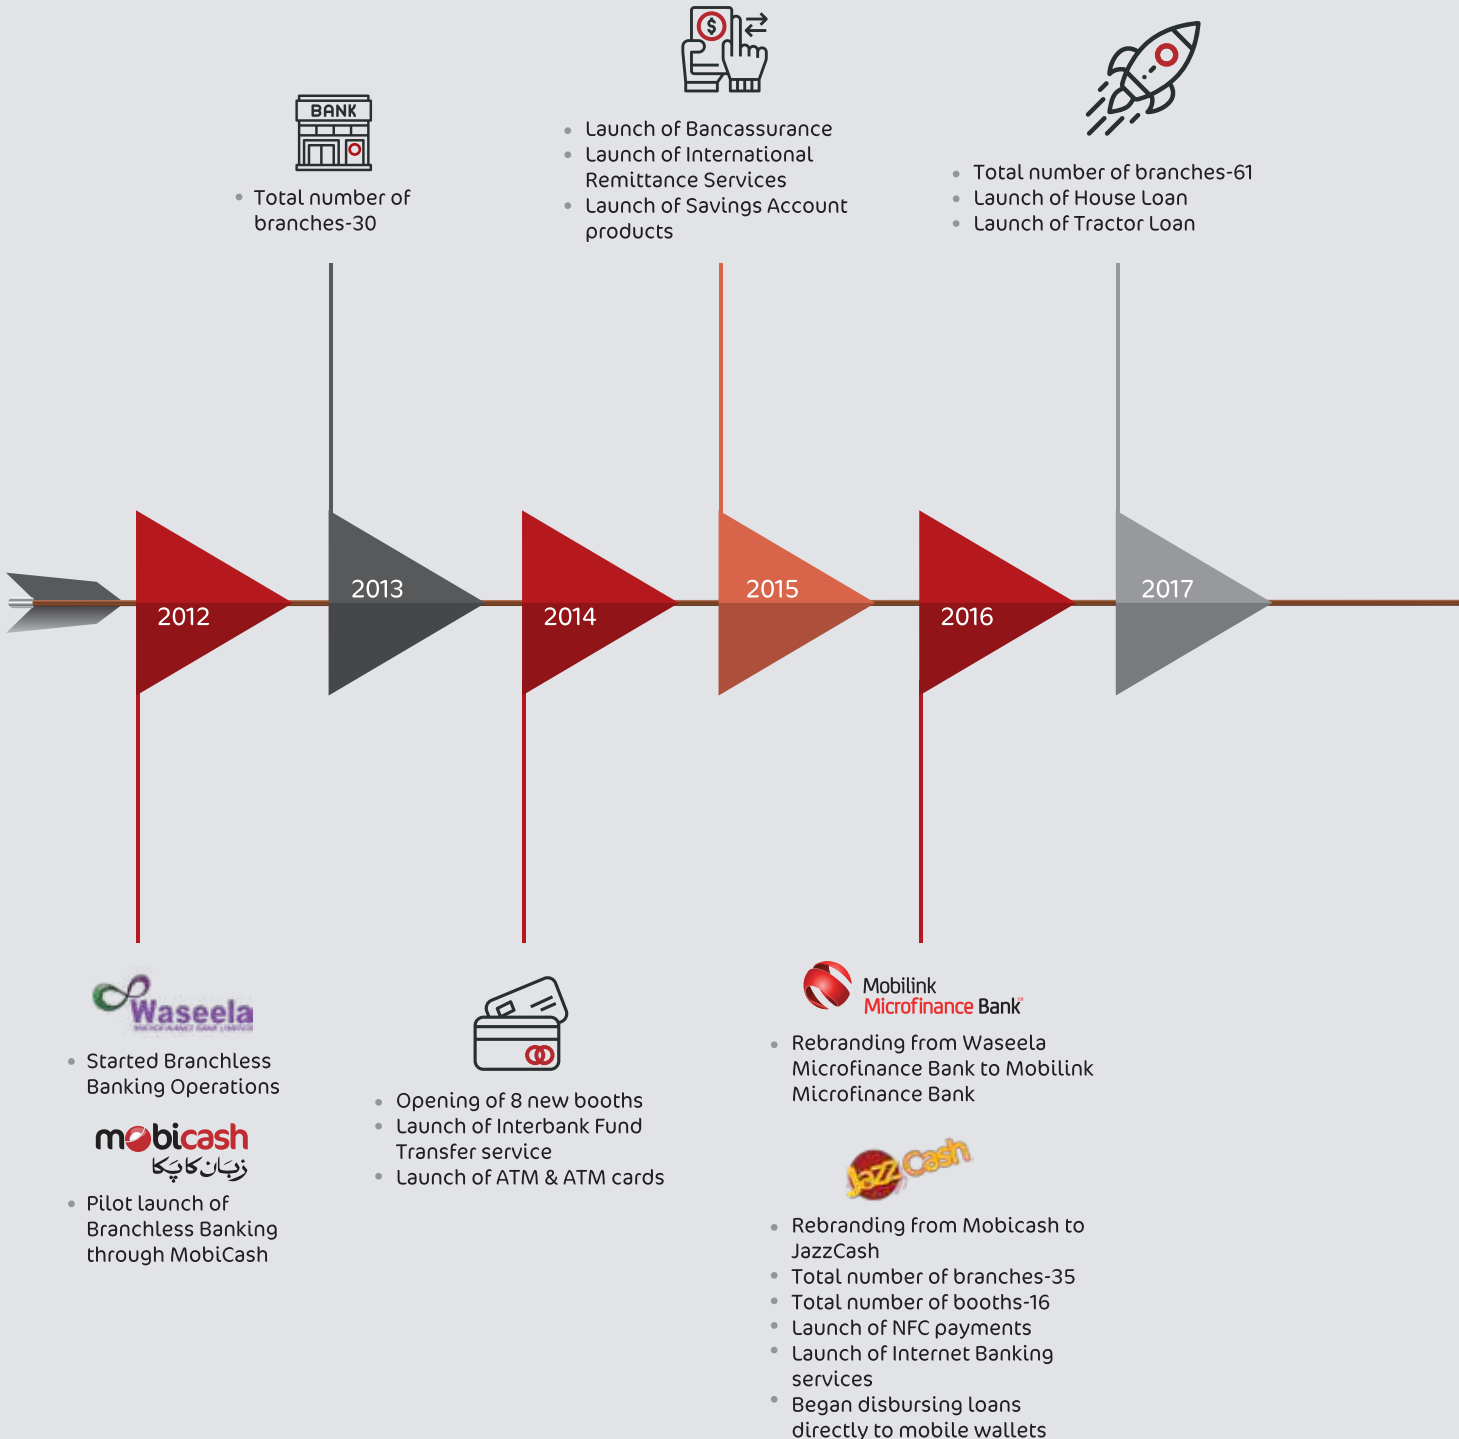 BANK
$
Total number of
branches-30
Launch of Bancassurance
Launch of International
Remittance Services
Launch of Savings Account
products
Total number of branches-61
Launch of House Loan
Launch of Tractor Loan
2012
2013
2014
2015
2016
2017
Waseela
MICROFINANCE BANK LIMITED
Started Branchless
Banking Operations
mobicash
زبان کا پکا
Pilot launch of
Branchless Banking
through MobiCash
Opening of 8 new booths
Launch of Interbank Fund
Transfer service
Launch of ATM & ATM cards
Mobilink
Microfinance Bank
Rebranding from Waseela
Microfinance Bank to Mobilink
Microfinance Bank
Jazz Cash
Rebranding from Mobicash to
JazzCash
Total number of branches-35
Total number of booths-16
Launch of NFC payments
Launch of Internet Banking
services
Began disbursing loans
directly to mobile wallets